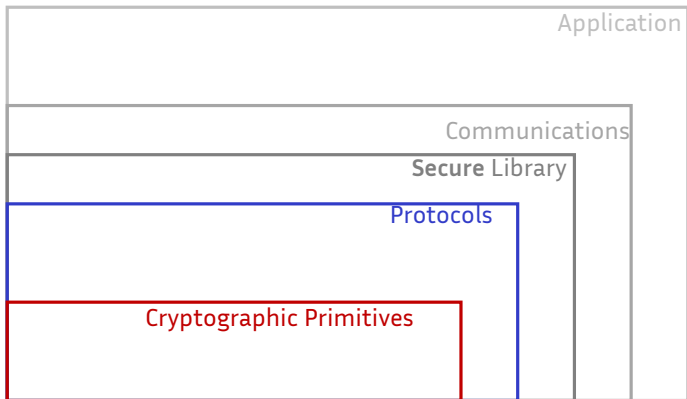 Application
Communications
Secure Library
Protocols
Cryptographic Primitives